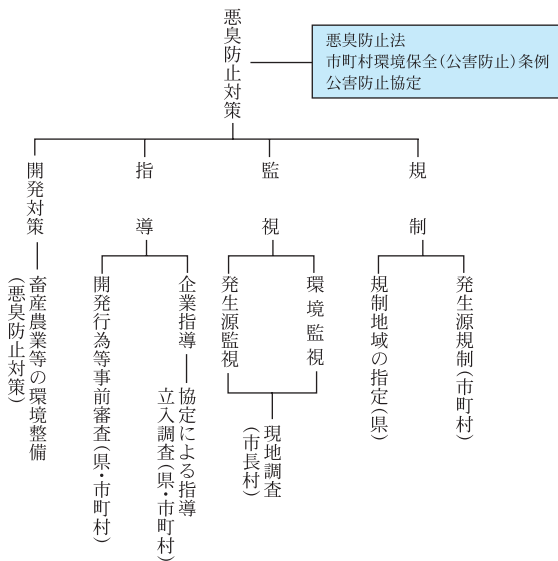 悪臭防止対策
悪臭防止法
市町村環境保全(公害防止)条例
公害防止協定
規制
発生源規制(市町村)
規制地域の指定(県)
監視
環境監視
発生源監視
現地調査
(市長村)
指導
企業指導
協定による指導
立入調査(県・市町村)
開発行為等事前審査(県・市町村)
開発対策
畜産農業等の環境整備
(悪臭防止対策)